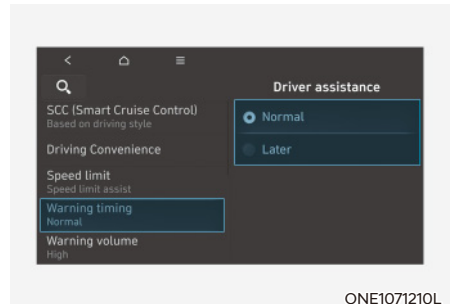 Driver assistance
SCC (Smart Cruise Control)
Based on driving style
Driving Convenience
Speed limit
Speed limit assist
Warning timing
Normal
Warning volume
High
Normal
Later
ONE1071210L